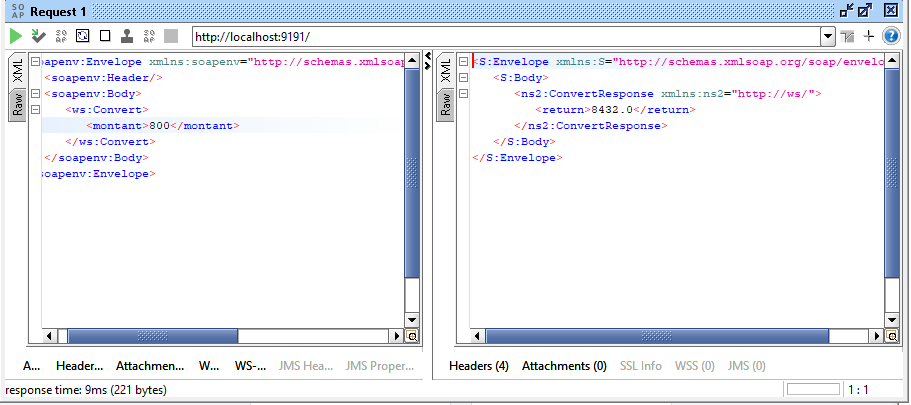 SO AP Request 1
SO AP http://localhost:9191/
XML
Raw
soapenv:Envelope xmlns:soapenv="http://schemas.xmlsoap
<soapenv:Header/>
<soapenv:Body>
<ws:Convert>
<montant>800</montant>
</ws:Convert>
</soapenv:Body>
soapenv:Envelope>
XML
Raw
<S:Envelope xmlns:S="http://schemas.xmlsoap.org/soap/envelo
<S:Body>
<ns2:ConvertResponse xmlns:ns2="http://ws/">
<return>8432.0</return>
</ns2:ConvertResponse>
</S:Body>
</S:Envelope>
A... Header... Attachmen... W... WS-... JMS Hea... JMS Proper...
Headers (4) Attachments (0) SSL Info WSS (0) JMS (0)
response time: 9ms (221 bytes) 1 : 1